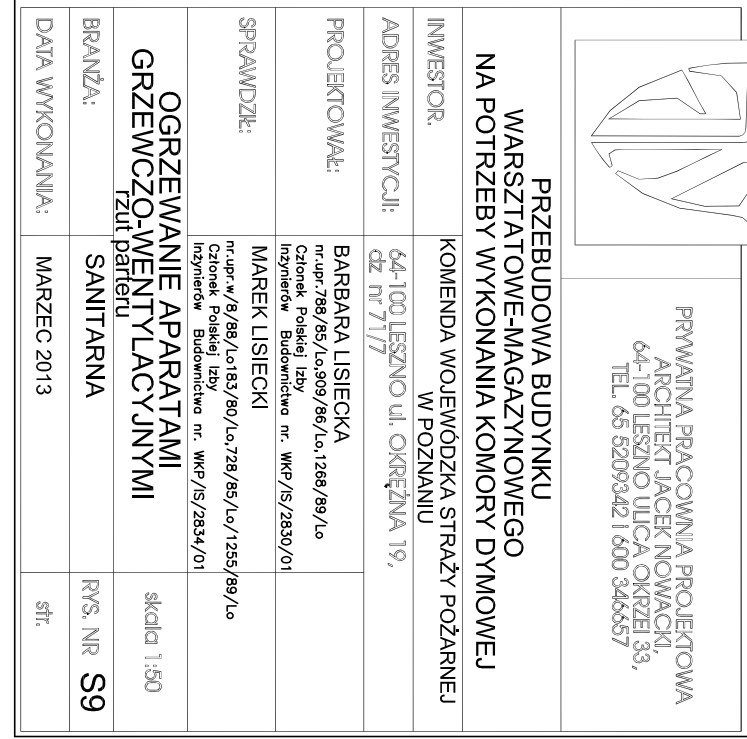 PRYWATNA PRACOWNIA PROJEKTOWA
ARCHITEKT JACEK NOWACKI,
64-100 LESZNO ULICA OKRZEI 33,
TEL. 65 5209342 i 600 346657
PRZEBUDOWA BUDYNKU
WARSZTATOWE-MAGAZYNOWEGO
NA POTRZEBY WYKONANIA KOMORY DYMOWEJ
INWESTOR.
KOMENDA WOJEWÓDZKA STRAŻY POŻARNEJ
W POZNANIU
ADRES INWESTYCJI:
64-100 LESZNO ul. OKRĘŻNA 19,
dz nr 71/7
PROJEKTOWAŁ:
BARBARA LISIECKA
nr.upr.788/85/Lo,909/86/Lo,1268/89/Lo
Członek Polskiej Izby
Inżynierów Budownictwa nr. WKP/IS/2830/01
SPRAWDZIŁ:
MAREK LISIECKI
nr.upr.w/8/88/Lo183/80/Lo,728/85/Lo/1255/89/Lo
Członek Polskiej Izby
Inżynierów Budownictwa nr. WKP/IS/2834/01
OGRZEWANIE APARATAMI
GRZEWCZO-WENTYLACYJNYMI
rzut parteru
skala 1:50
BRANŻA:
SANITARNA
RYS. NR S9
DATA WYKONANIA:
MARZEC 2013
str.